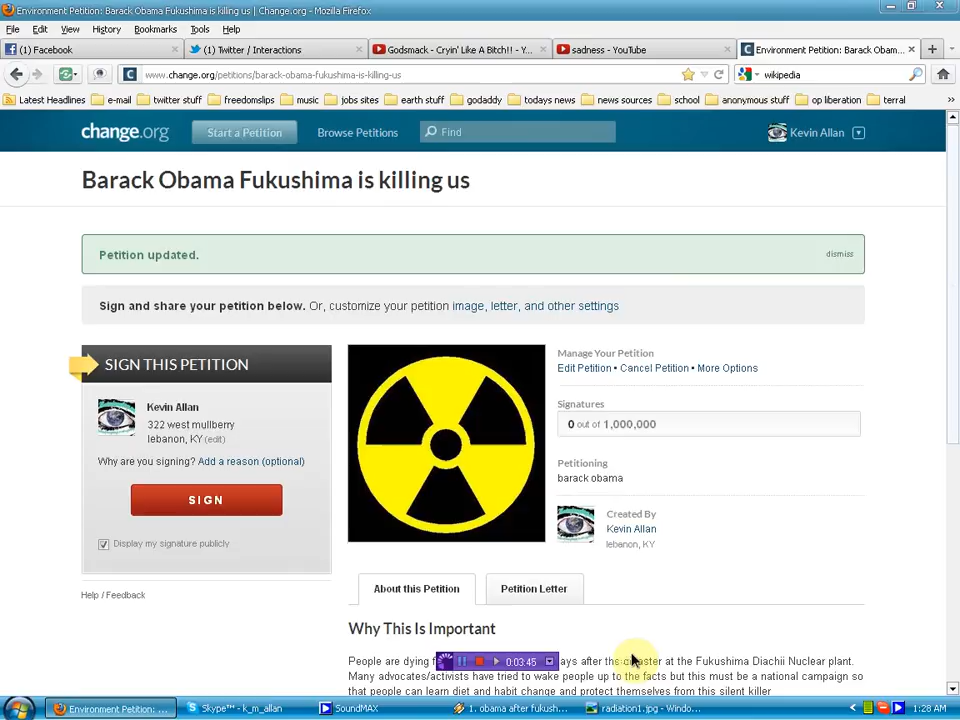 Environment Petition: Barack Obama Fukushima is killing us | Change.org - Mozilla Firefox
File Edit View History Bookmarks Tools Help
(1) Facebook (1) Twitter / Interactions Godsmack - Cryin' Like A Bitch!! - Y... sadness - YouTube Environment Petition: Barack Obam...
www.change.org/petitions/barack-obama-fukushima-is-killing-us wikipedia
Latest Headlines e-mail twitter stuff freedomslips music jobs sites earth stuff godaddy todays news news sources school anonymous stuff op liberation terral
change.org Start a Petition Browse Petitions Find Kevin Allan
Barack Obama Fukushima is killing us
Petition updated. dismiss
Sign and share your petition below. Or, customize your petition image, letter, and other settings
SIGN THIS PETITION
Kevin Allan
322 west mullberry
lebanon, KY (edit)
Why are you signing? Add a reason (optional)
SIGN
Display my signature publicly
Help / Feedback
Manage Your Petition
Edit Petition • Cancel Petition • More Options
Signatures
0 out of 1,000,000
Petitioning
barack obama
Created By
Kevin Allan
lebanon, KY
About this Petition Petition Letter
Why This Is Important
People are dying 0:03:45 ays after the disaster at the Fukushima Diachii Nuclear plant.
Many advocates/activists have tried to wake people up to the facts but this must be a national campaign so
that people can learn diet and habit change and protect themselves from this silent killer
Environment Petition: ... Skype™ - k_m_allan SoundMAX 1. obama after fukush... radiation1.jpg - Windo... 1:28 AM